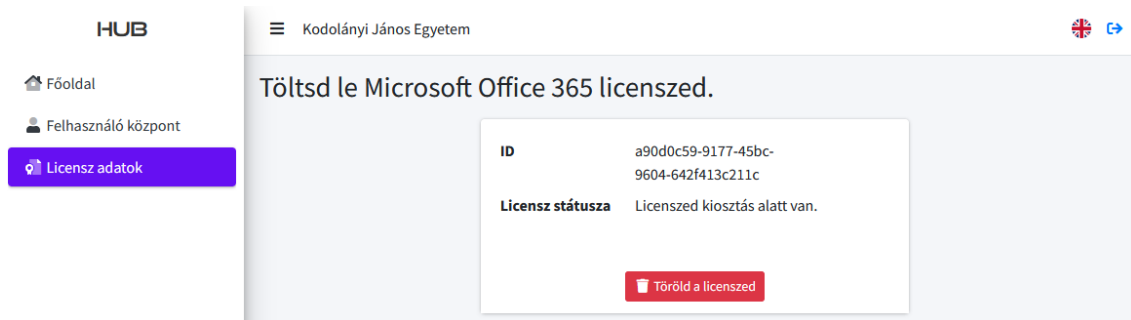 HUB
Kodolányi János Egyetem
Főoldal
Felhasználó központ
Licensz adatok
Töltsd le Microsoft Office 365 licenszed.
ID a90d0c59-9177-45bc-
9604-642f413c211c
Licensz státusza Licenszed kiosztás alatt van.
Töröld a licenszed